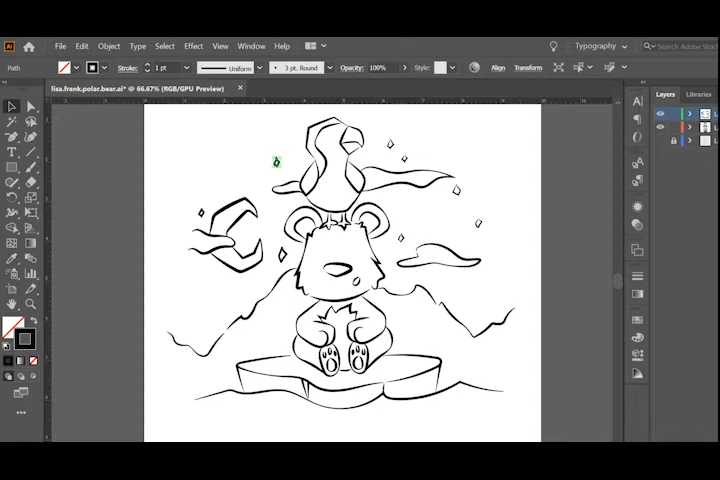 Ai File Edit Object Type Select Effect View Window Help Typography Search Adobe Stock
Path Stroke: 1 pt Uniform 3 pt. Round Opacity: 100% Style: Align Transform
lisa.frank.polar.bear.ai* @ 66.67% (RGB/GPU Preview) ×
Layers Libraries